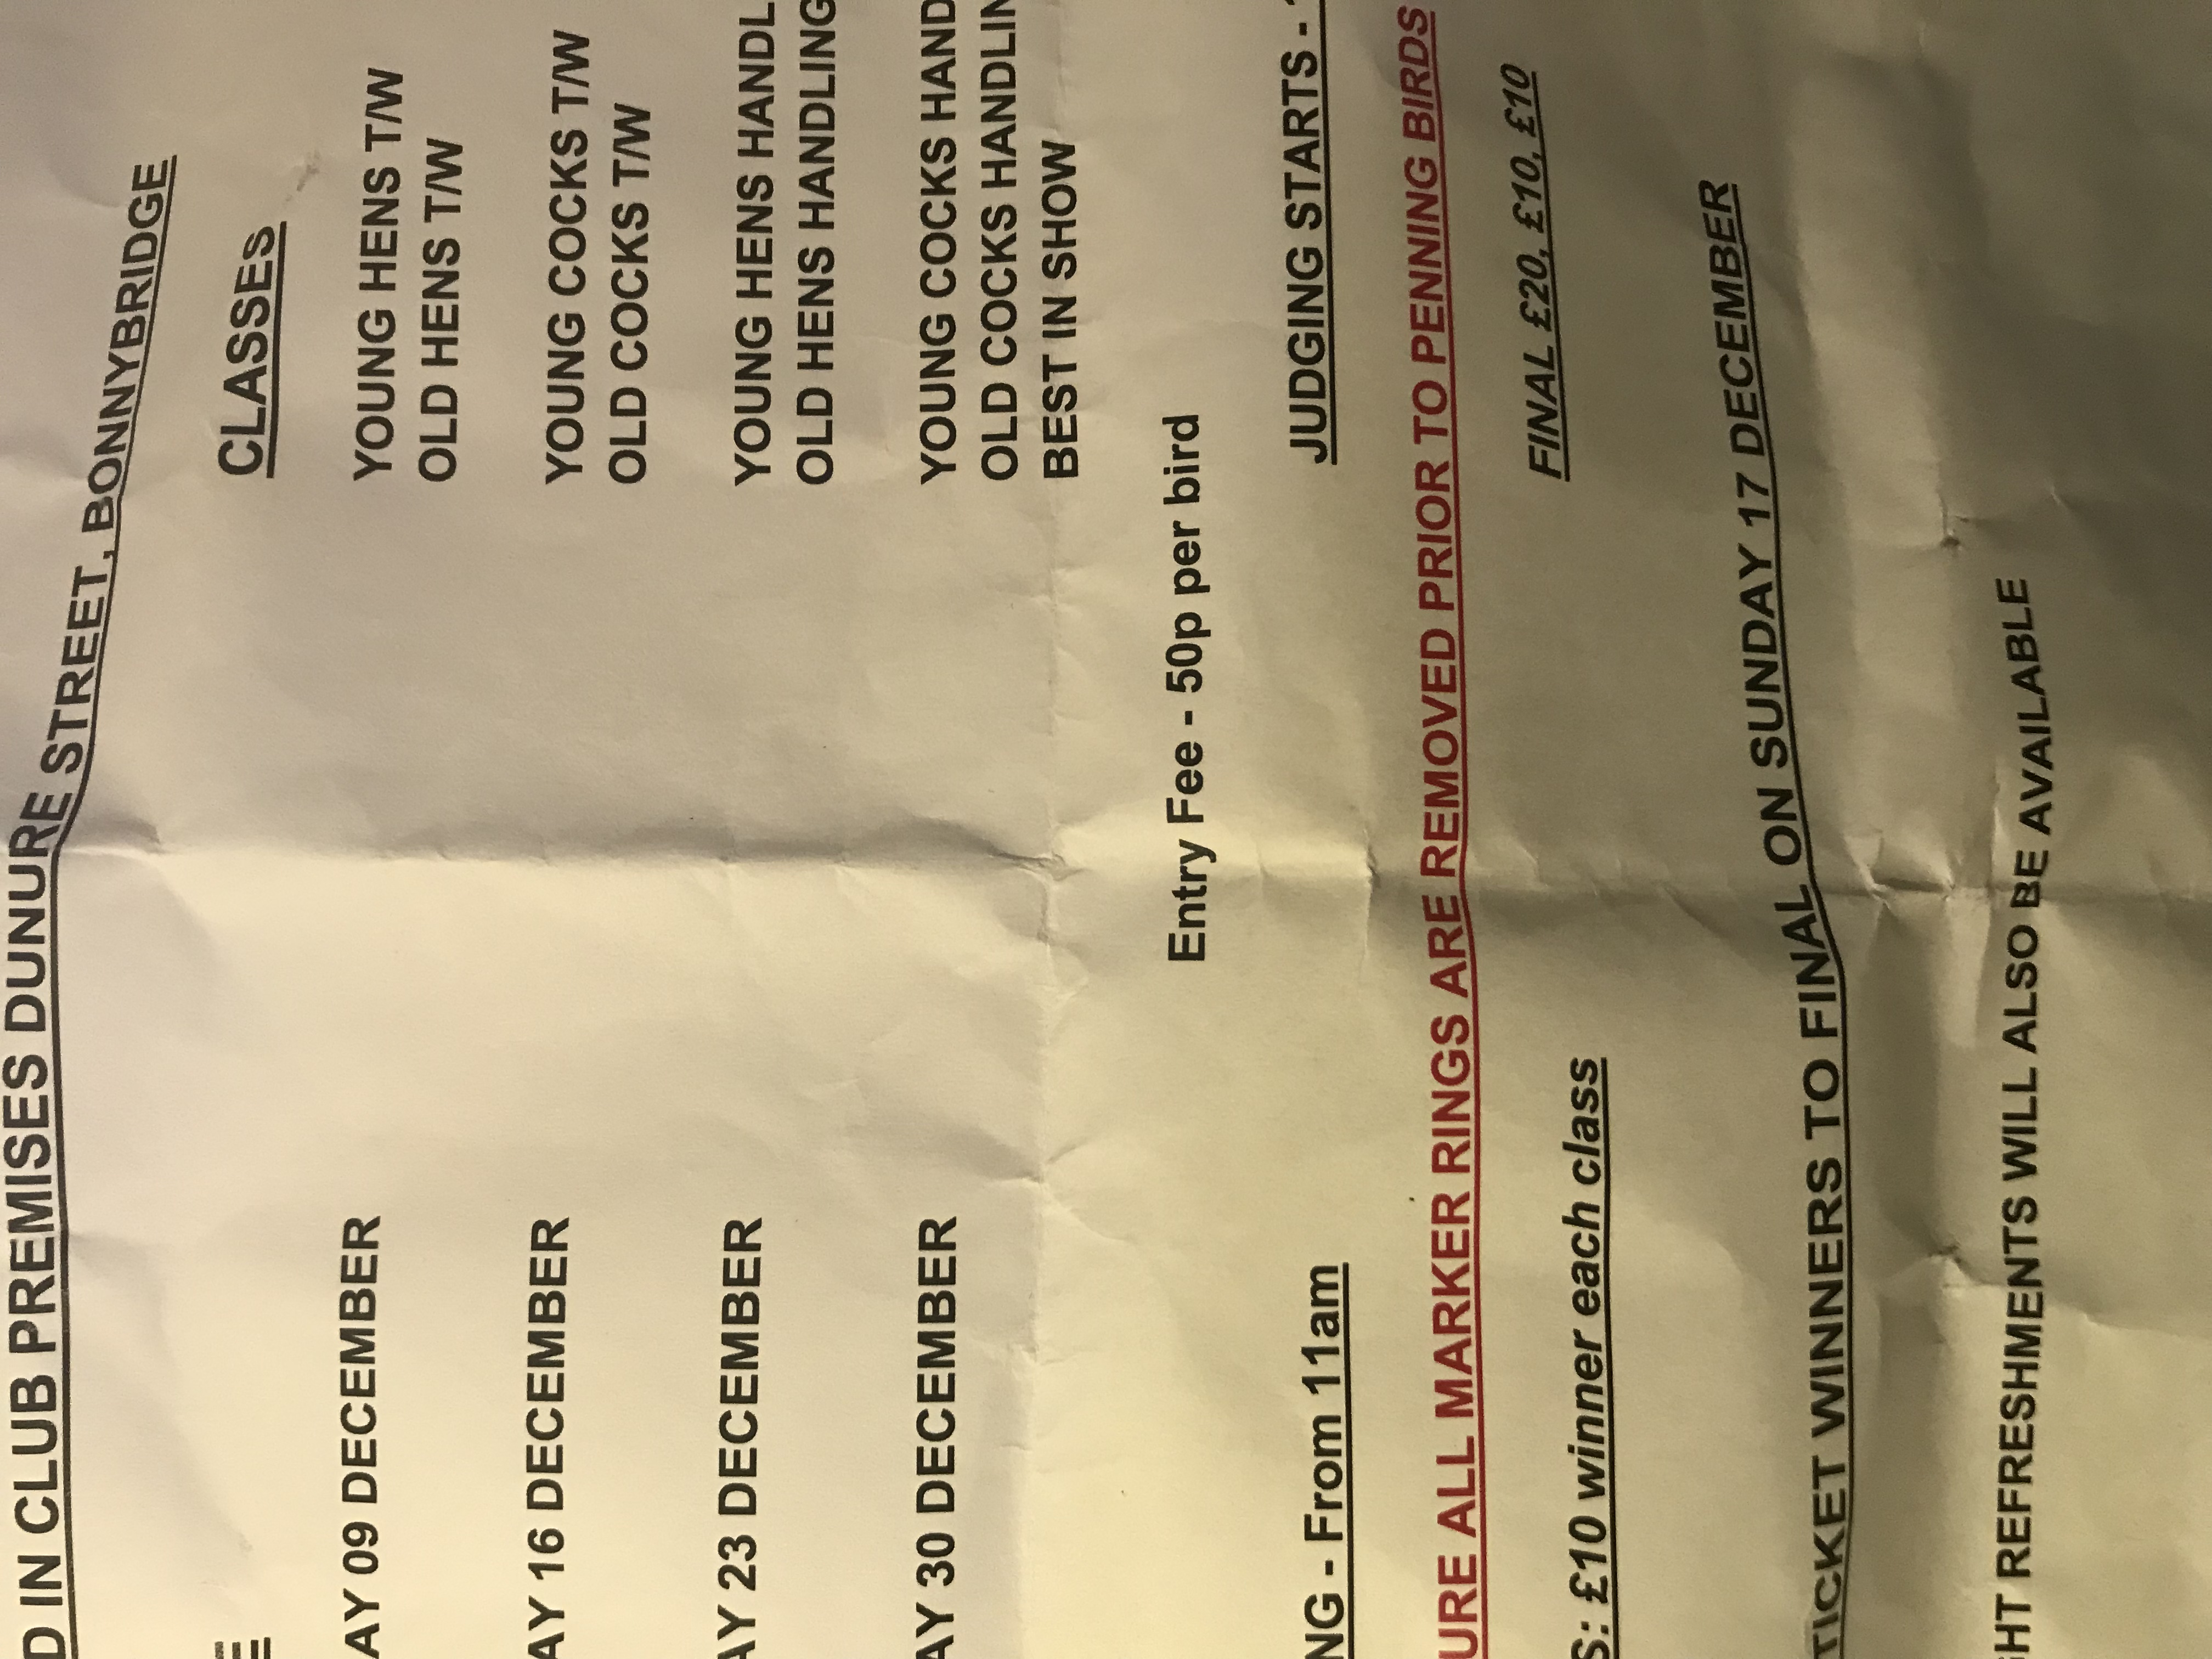 D IN CLUB PREMISES DUNURE STREET, BONNYBRIDGE
E CLASSES
AY 09 DECEMBER YOUNG HENS T/W
OLD HENS T/W
AY 16 DECEMBER YOUNG COCKS T/W
OLD COCKS T/W
AY 23 DECEMBER YOUNG HENS HANDL
OLD HENS HANDLING
AY 30 DECEMBER YOUNG COCKS HAND
OLD COCKS HANDLIN
BEST IN SHOW
Entry Fee - 50p per bird
NG - From 11am JUDGING STARTS -
URE ALL MARKER RINGS ARE REMOVED PRIOR TO PENNING BIRDS
S: £10 winner each class FINAL £20, £10, £10
TICKET WINNERS TO FINAL ON SUNDAY 17 DECEMBER
GHT REFRESHMENTS WILL ALSO BE AVAILABLE